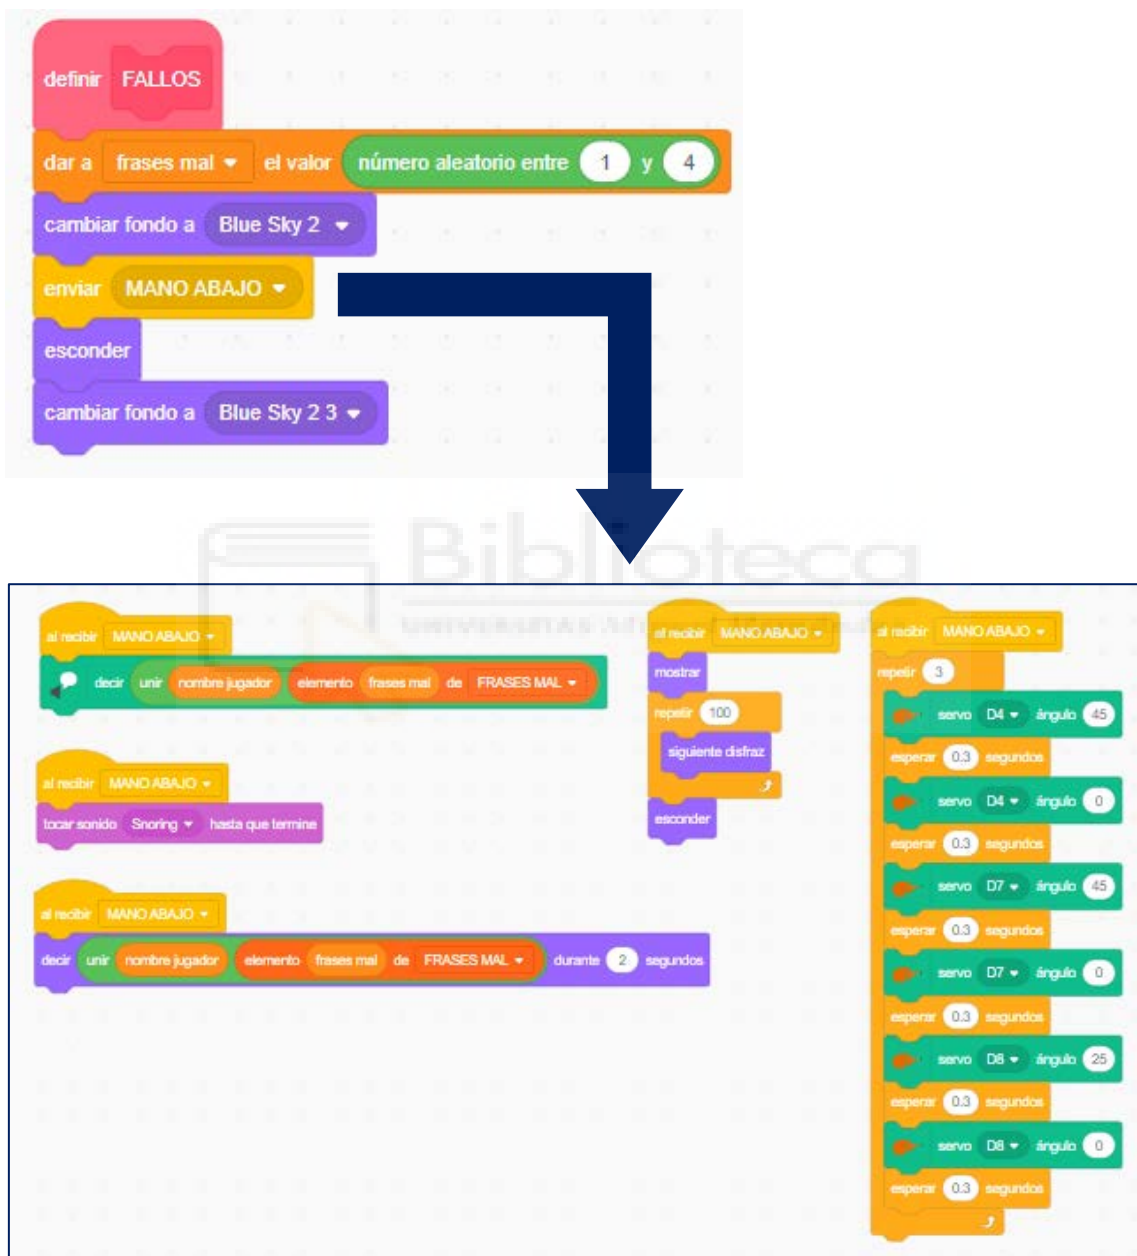 definir FALLOS
dar a frases mal el valor número aleatorio entre 1 y 4
cambiar fondo a Blue Sky 2
enviar MANO ABAJO
esconder
cambiar fondo a Blue Sky 2 3
Biblioteca
al recibir MANO ABAJO
decir unir nombre jugador elemento frases mal de FRASES MAL
al recibir MANO ABAJO
tocar sonido Snoring hasta que termine
al recibir MANO ABAJO
decir unir nombre jugador elemento frases mal de FRASES MAL durante 2 segundos
al recibir MANO ABAJO
mostrar
repetir 100
siguiente disfraz
esconder
al recibir MANO ABAJO
repetir 3
servo D4 ángulo 45
esperar 0.3 segundos
servo D4 ángulo 0
esperar 0.3 segundos
servo D7 ángulo 45
esperar 0.3 segundos
servo D7 ángulo 0
esperar 0.3 segundos
servo D8 ángulo 25
esperar 0.3 segundos
servo D8 ángulo 0
esperar 0.3 segundos